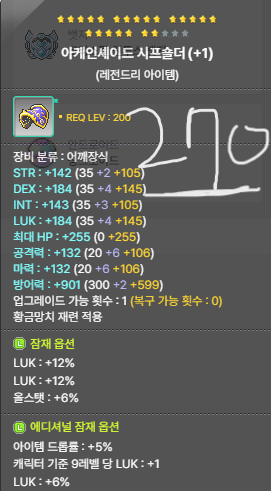 아케인셰이드 시프숄더 (+1)
(레전드리 아이템)
REQ LEV : 200
270
장비 분류 : 어깨장식
STR : +142 (35 +2 +105)
DEX : +184 (35 +4 +145)
INT : +143 (35 +3 +105)
LUK : +184 (35 +4 +145)
최대 HP : +255 (0 +255)
공격력 : +132 (20 +6 +106)
마력 : +132 (20 +6 +106)
방어력 : +901 (300 +2 +599)
업그레이드 가능 횟수 : 1 (복구 가능 횟수 : 0)
황금망치 재련 적용
잠재 옵션
LUK : +12%
LUK : +12%
올스탯 : +6%
에디셔널 잠재 옵션
아이템 드롭률 : +5%
캐릭터 기준 9레벨 당 LUK : +1
LUK : +6%